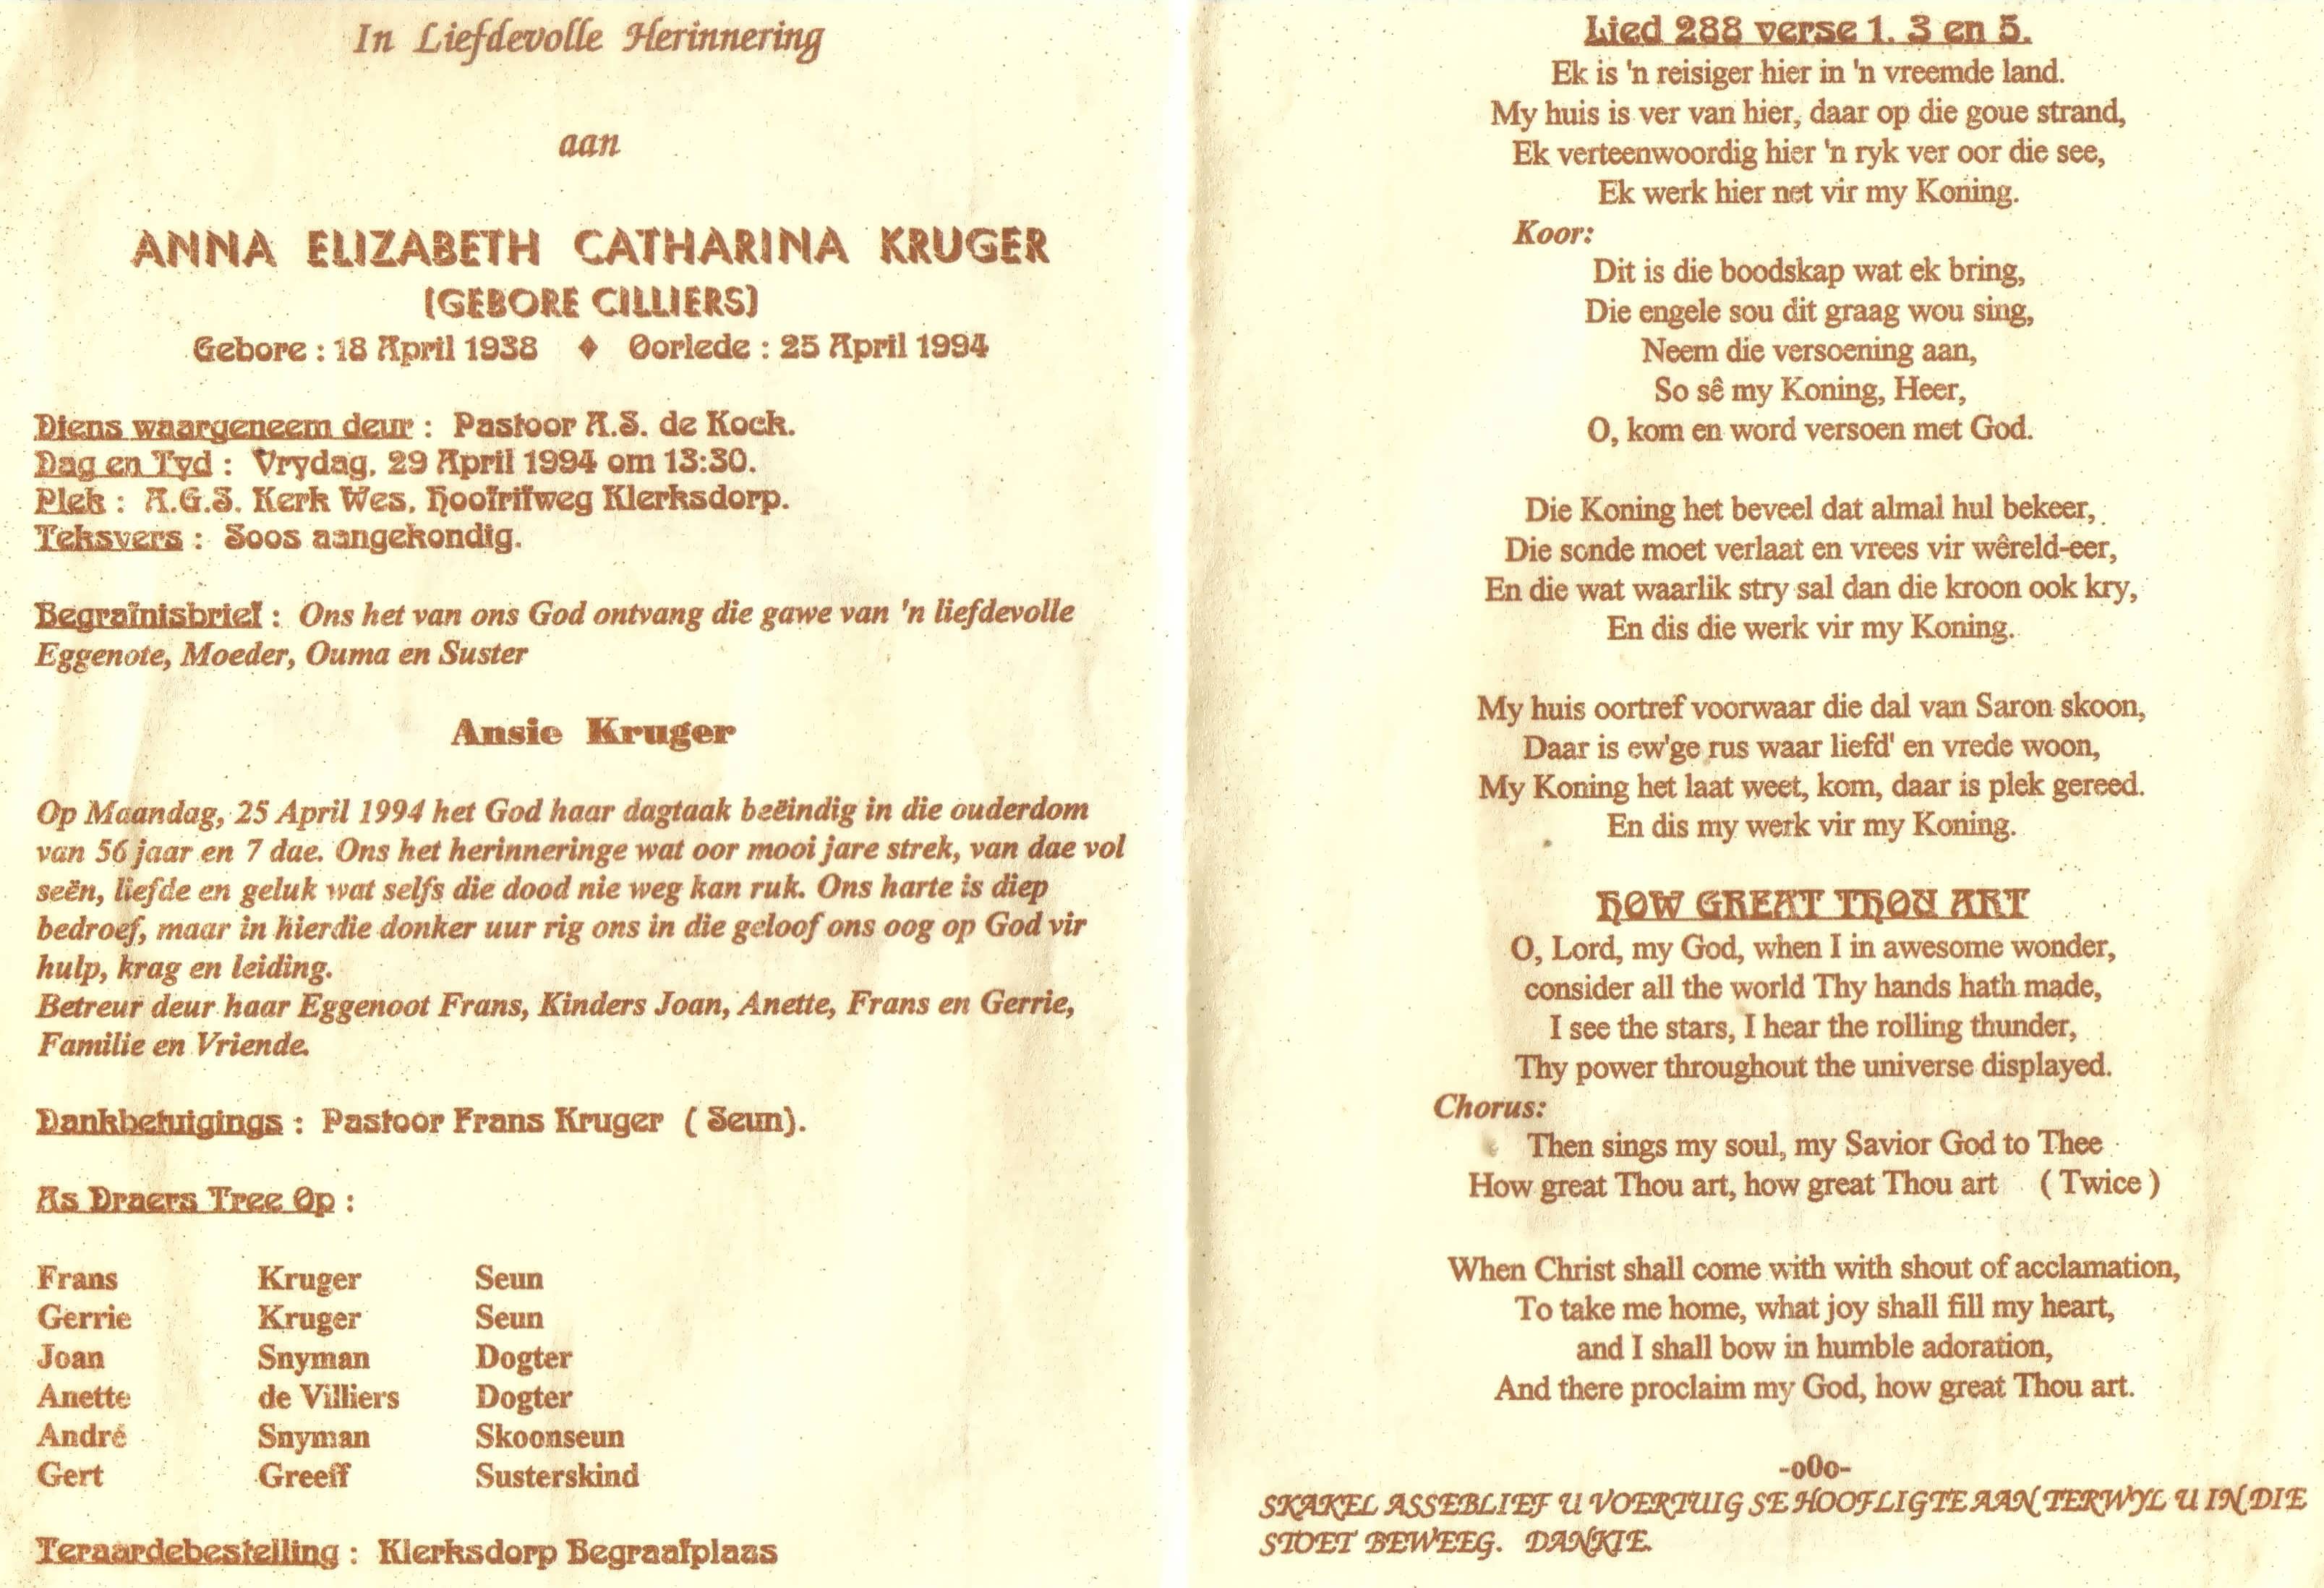 In Liefdevolle Herinnering
aan
ANNA ELIZABETH CATHARINA KRUGER
(GEBORE CILLIERS)
Gebore : 18 April 1938 ♦ Oorlede : 25 April 1994
Diens waargeneem deur : Pastoor A.S. de Kock.
Dag en Tyd : Vrydag, 29 April 1994 om 13:30.
Plek : A.G.S. Kerk Wes, Hoofrifweg Klerksdorp.
Teksvers : Soos aangekondig.
Begrafnisbrief : Ons het van ons God ontvang die gawe van 'n liefdevolle
Eggenote, Moeder, Ouma en Suster
Ansie Kruger
Op Maandag, 25 April 1994 het God haar dagtaak beëindig in die ouderdom
van 56 jaar en 7 dae. Ons het herinneringe wat oor mooi jare strek, van dae vol
seën, liefde en geluk wat selfs die dood nie weg kan ruk. Ons harte is diep
bedroef, maar in hierdie donker uur rig ons in die geloof ons oog op God vir
hulp, krag en leiding.
Betreur deur haar Eggenoot Frans, Kinders Joan, Anette, Frans en Gerrie,
Familie en Vriende.
Dankbetuigings : Pastoor Frans Kruger ( Seun).
As Draers Tree Op :
Frans Kruger Seun
Gerrie Kruger Seun
Joan Snyman Dogter
Anette de Villiers Dogter
André Snyman Skoonseun
Gert Greeff Susterskind
Teraardebestelling : Klerksdorp Begraafplaas
Lied 288 verse 1, 3 en 5.
Ek is 'n reisiger hier in 'n vreemde land.
My huis is ver van hier, daar op die goue strand,
Ek verteenwoordig hier 'n ryk ver oor die see,
Ek werk hier net vir my Koning.
Koor:
Dit is die boodskap wat ek bring,
Die engele sou dit graag wou sing,
Neem die versoening aan,
So sê my Koning, Heer,
O, kom en word versoen met God.
Die Koning het beveel dat almal hul bekeer,
Die sonde moet verlaat en vrees vir wêreld-eer,
En die wat waarlik stry sal dan die kroon ook kry,
En dis die werk vir my Koning.
My huis oortref voorwaar die dal van Saron skoon,
Daar is ew'ge rus waar liefd' en vrede woon,
My Koning het laat weet, kom, daar is plek gereed.
En dis my werk vir my Koning.
HOW GREAT THOU ART
O, Lord, my God, when I in awesome wonder,
consider all the world Thy hands hath made,
I see the stars, I hear the rolling thunder,
Thy power throughout the universe displayed.
Chorus:
Then sings my soul, my Savior God to Thee
How great Thou art, how great Thou art ( Twice )
When Christ shall come with with shout of acclamation,
To take me home, what joy shall fill my heart,
and I shall bow in humble adoration,
And there proclaim my God, how great Thou art.
-o0o-
SKAKEL ASSEBLIEF U VOERTUIG SE HOOFLIGTE AAN TERWYL U IN DIE
STOET BEWEEG. DANKIE.